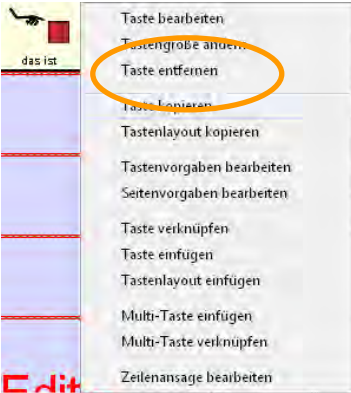 das ist
Taste bearbeiten
Tastengröße ändern
Taste entfernen
Taste kopieren
Tastenlayout kopieren
Tastenvorgaben bearbeiten
Seitenvorgaben bearbeiten
Taste verknüpfen
Taste einfügen
Tastenlayout einfügen
Multi-Taste einfügen
Multi-Taste verknüpfen
Zeilenansage bearbeiten
Edit